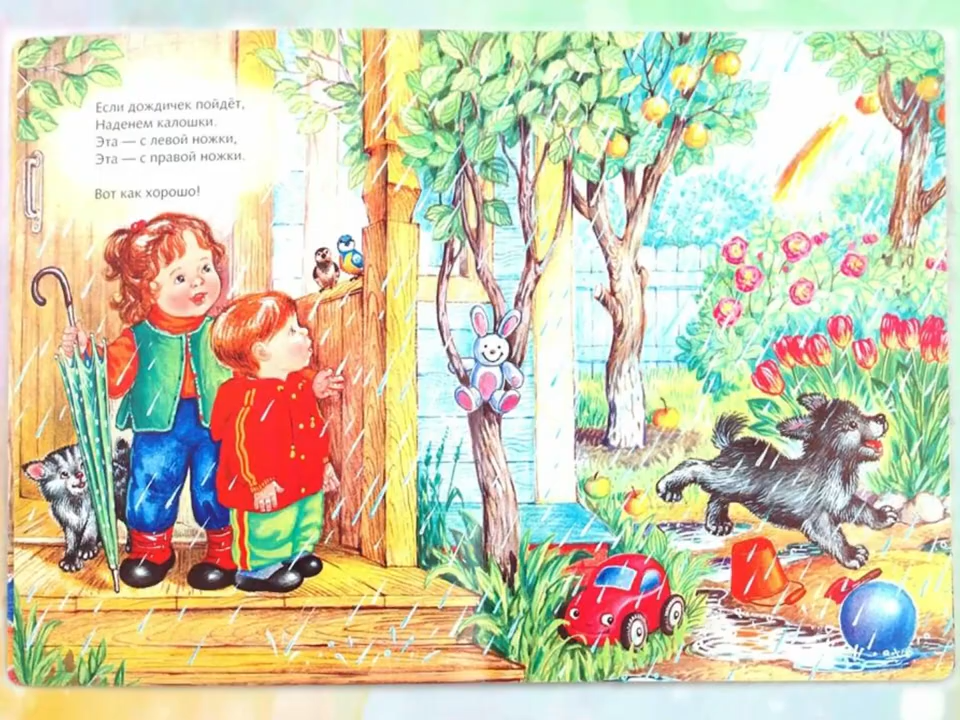 Если дождичек пойдёт,
Наденем калошки.
Эта — с левой ножки,
Эта — с правой ножки.
Вот как хорошо!